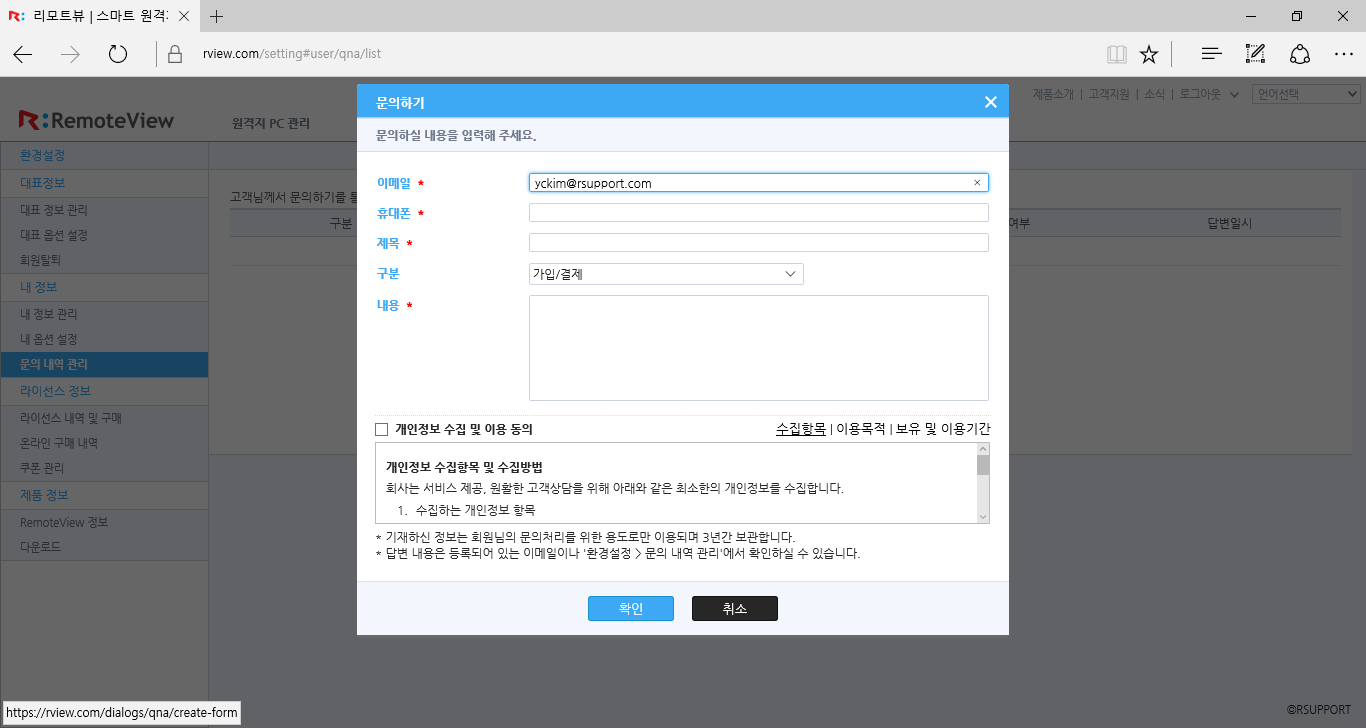 리모트뷰 | 스마트 원격
rview.com/setting#user/qna/list
제품소개 | 고객지원 | 소식 | 로그아웃 언어선택
RemoteView 원격지 PC 관리
환경설정
대표정보
대표 정보 관리
대표 옵션 설정
회원탈퇴
내 정보
내 정보 관리
내 옵션 설정
문의 내역 관리
라이선스 정보
라이선스 내역 및 구매
온라인 구매 내역
쿠폰 관리
제품 정보
RemoteView 정보
다운로드
고객님께서 문의하기를
구분 여부 답변일시
문의하기
문의하실 내용을 입력해 주세요.
이메일 * yckim@rsupport.com ×
휴대폰 *
제목 *
구분 가입/결제
내용 *
개인정보 수집 및 이용 동의 수집항목 | 이용목적 | 보유 및 이용기간
개인정보 수집항목 및 수집방법
회사는 서비스 제공, 원활한 고객상담을 위해 아래와 같은 최소한의 개인정보를 수집합니다.
1. 수집하는 개인정보 항목
* 기재하신 정보는 회원님의 문의처리를 위한 용도로만 이용되며 3년간 보관합니다.
* 답변 내용은 등록되어 있는 이메일이나 '환경설정 > 문의 내역 관리'에서 확인하실 수 있습니다.
확인 취소
https://rview.com/dialogs/qna/create-form
©RSUPPORT